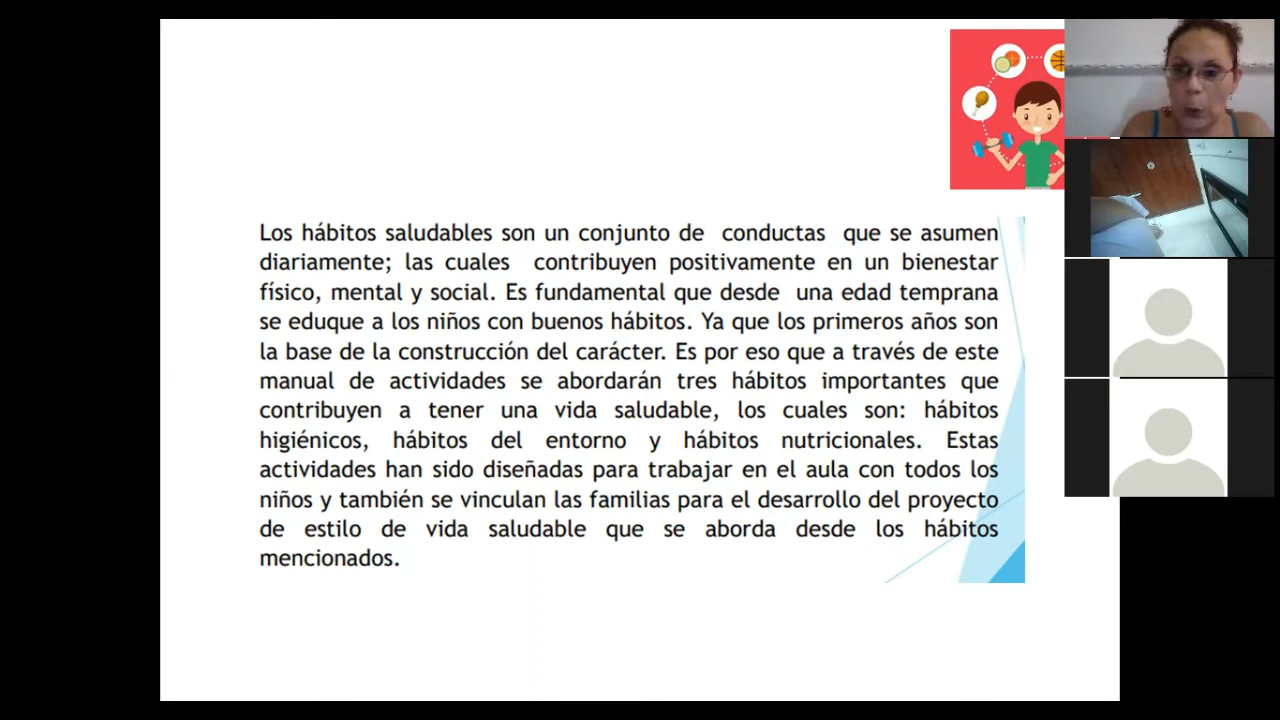 Los hábitos saludables son un conjunto de conductas que se asumen
diariamente; las cuales contribuyen positivamente en un bienestar
físico, mental y social. Es fundamental que desde una edad temprana
se eduque a los niños con buenos hábitos. Ya que los primeros años son
la base de la construcción del carácter. Es por eso que a través de este
manual de actividades se abordarán tres hábitos importantes que
contribuyen a tener una vida saludable, los cuales son: hábitos
higiénicos, hábitos del entorno y hábitos nutricionales. Estas
actividades han sido diseñadas para trabajar en el aula con todos los
niños y también se vinculan las familias para el desarrollo del proyecto
de estilo de vida saludable que se aborda desde los hábitos
mencionados.